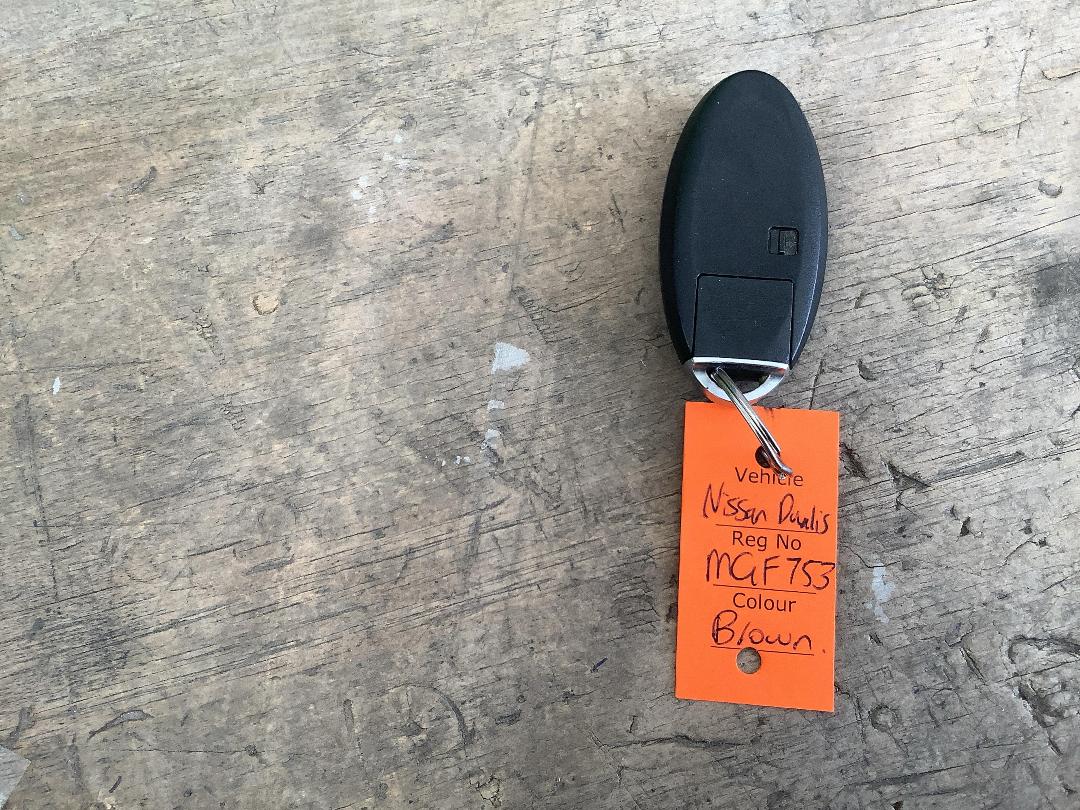 Vehicle
Nissan Dualis
Reg No
MGF753
Colour
Brown.